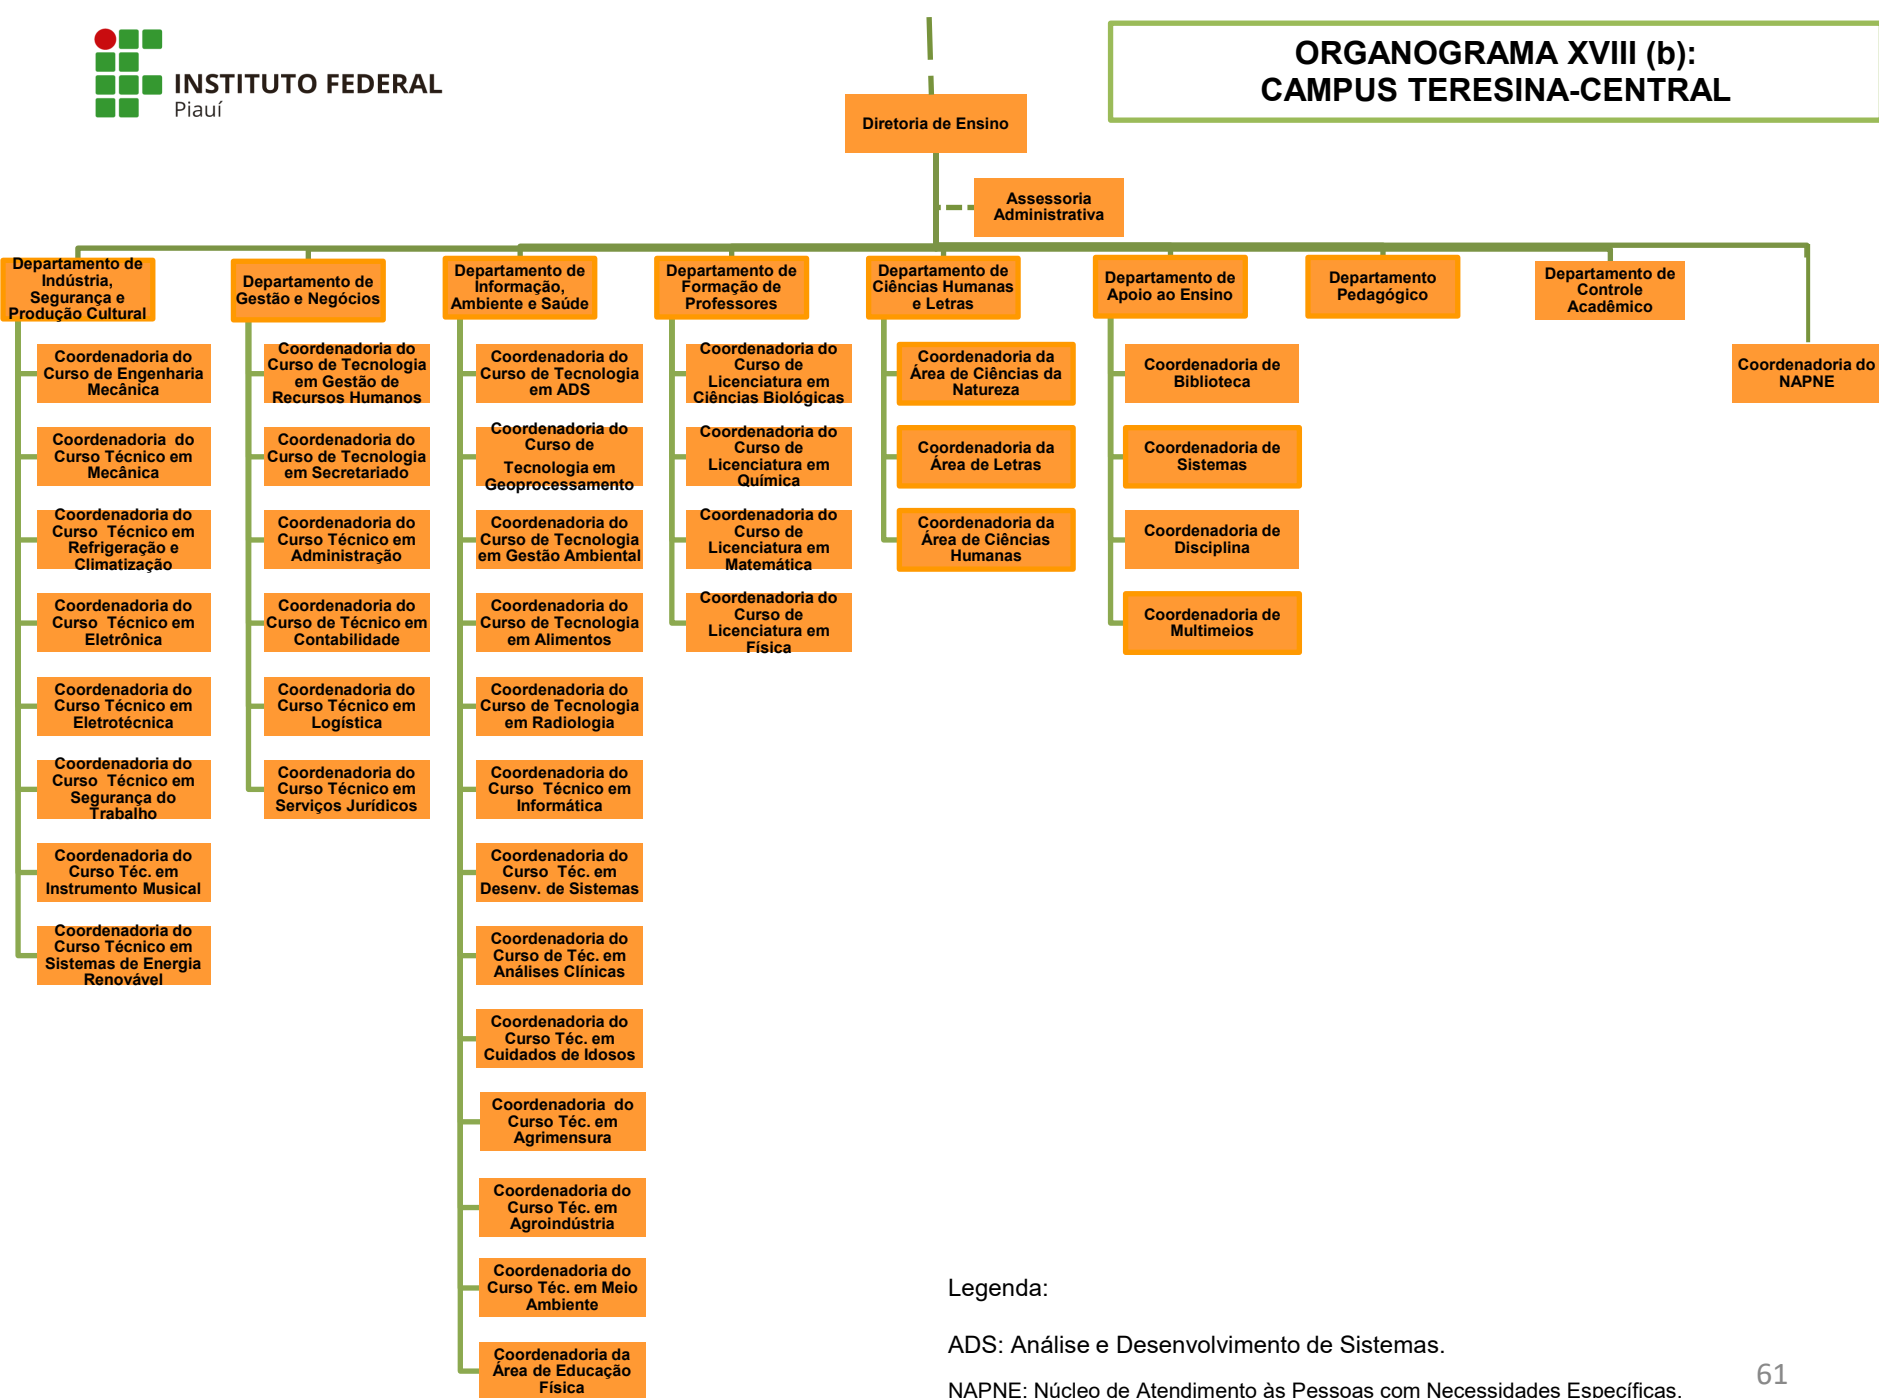 INSTITUTO FEDERAL
Piauí
ORGANOGRAMA XVIII (b):
CAMPUS TERESINA-CENTRAL
Diretoria de Ensino
Assessoria
Administrativa
Departamento de
Indústria,
Segurança e
Produção Cultural
Coordenadoria do
Curso de Engenharia
Mecânica
Coordenadoria do
Curso Técnico em
Mecânica
Coordenadoria do
Curso Técnico em
Refrigeração e
Climatização
Coordenadoria do
Curso Técnico em
Eletrônica
Coordenadoria do
Curso Técnico em
Eletrotécnica
Coordenadoria do
Curso Técnico em
Segurança do
Trabalho
Coordenadoria do
Curso Téc. em
Instrumento Musical
Coordenadoria do
Curso Técnico em
Sistemas de Energia
Renovável
Departamento de
Gestão e Negócios
Coordenadoria do
Curso de Tecnologia
em Gestão de
Recursos Humanos
Coordenadoria do
Curso de Tecnologia
em Secretariado
Coordenadoria do
Curso Técnico em
Administração
Coordenadoria do
Curso de Técnico em
Contabilidade
Coordenadoria do
Curso Técnico em
Logística
Coordenadoria do
Curso Técnico em
Serviços Jurídicos
Departamento de
Informação,
Ambiente e Saúde
Coordenadoria do
Curso de Tecnologia
em ADS
Coordenadoria do
Curso de
Tecnologia em
Geoprocessamento
Coordenadoria do
Curso de Tecnologia
em Gestão Ambiental
Coordenadoria do
Curso de Tecnologia
em Alimentos
Coordenadoria do
Curso de Tecnologia
em Radiologia
Coordenadoria do
Curso Técnico em
Informática
Coordenadoria do
Curso Téc. em
Desenv. de Sistemas
Coordenadoria do
Curso de Téc. em
Análises Clínicas
Coordenadoria do
Curso Téc. em
Cuidados de Idosos
Coordenadoria do
Curso Téc. em
Agrimensura
Coordenadoria do
Curso Téc. em
Agroindústria
Coordenadoria do
Curso Téc. em Meio
Ambiente
Coordenadoria da
Área de Educação
Física
Departamento de
Formação de
Professores
Coordenadoria do
Curso de
Licenciatura em
Ciências Biológicas
Coordenadoria do
Curso de
Licenciatura em
Química
Coordenadoria do
Curso de
Licenciatura em
Matemática
Coordenadoria do
Curso de
Licenciatura em
Física
Departamento de
Ciências Humanas
e Letras
Coordenadoria da
Área de Ciências da
Natureza
Coordenadoria da
Área de Letras
Coordenadoria da
Área de Ciências
Humanas
Departamento de
Apoio ao Ensino
Coordenadoria de
Biblioteca
Coordenadoria de
Sistemas
Coordenadoria de
Disciplina
Coordenadoria de
Multimeios
Departamento
Pedagógico
Departamento de
Controle
Acadêmico
Coordenadoria do
NAPNE
Legenda:
ADS: Análise e Desenvolvimento de Sistemas.
NAPNE: Núcleo de Atendimento às Pessoas com Necessidades Específicas.
61